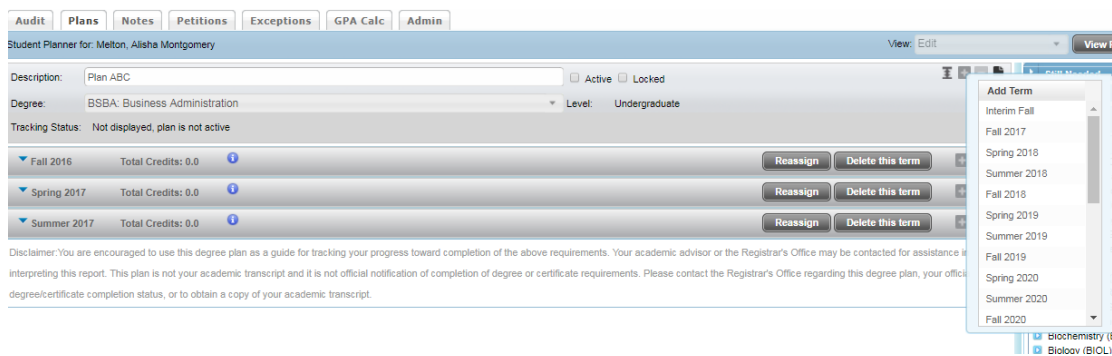 Audit Plans Notes Petitions Exceptions GPA Calc Admin
Student Planner for: Melton, Alisha Montgomery View: Edit View
Description: Plan ABC Active Locked
Degree: BSBA: Business Administration Level: Undergraduate
Tracking Status: Not displayed, plan is not active
Fall 2016 Total Credits: 0.0 Reassign Delete this term
Spring 2017 Total Credits: 0.0 Reassign Delete this term
Summer 2017 Total Credits: 0.0 Reassign Delete this term
Disclaimer:You are encouraged to use this degree plan as a guide for tracking your progress toward completion of the above requirements. Your academic advisor or the Registrar's Office may be contacted for assistance
interpreting this report. This plan is not your academic transcript and it is not official notification of completion of degree or certificate requirements. Please contact the Registrar's Office regarding this degree plan, your
degree/certificate completion status, or to obtain a copy of your academic transcript.
Still Needed
Add Term
Interim Fall
Fall 2017
Spring 2018
Summer 2018
Fall 2018
Spring 2019
Summer 2019
Fall 2019
Spring 2020
Summer 2020
Fall 2020
Biochemistry
Biology (BIOL)